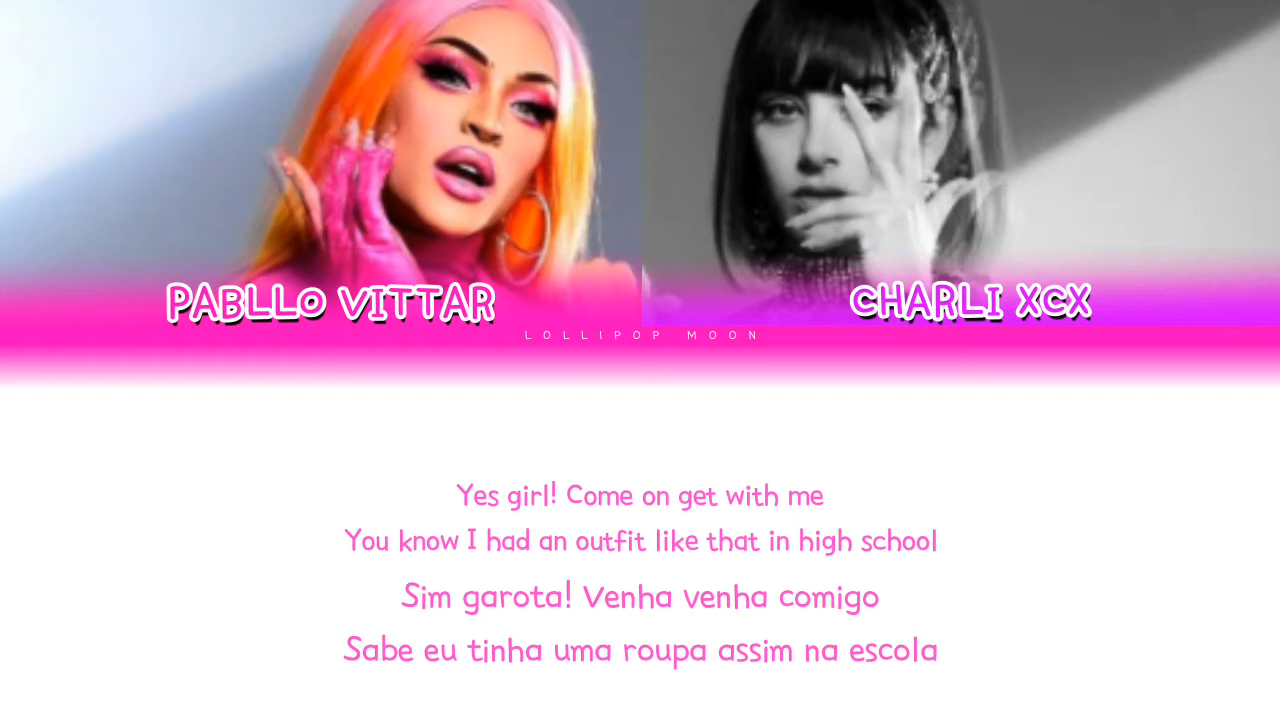 PABLLO VITTAR
CHARLI XCX
LOLLIPOP MOON
Yes girl! Come on get with me
You know I had an outfit like that in high school
Sim garota! Venha venha comigo
Sabe eu tinha uma roupa assim na escola